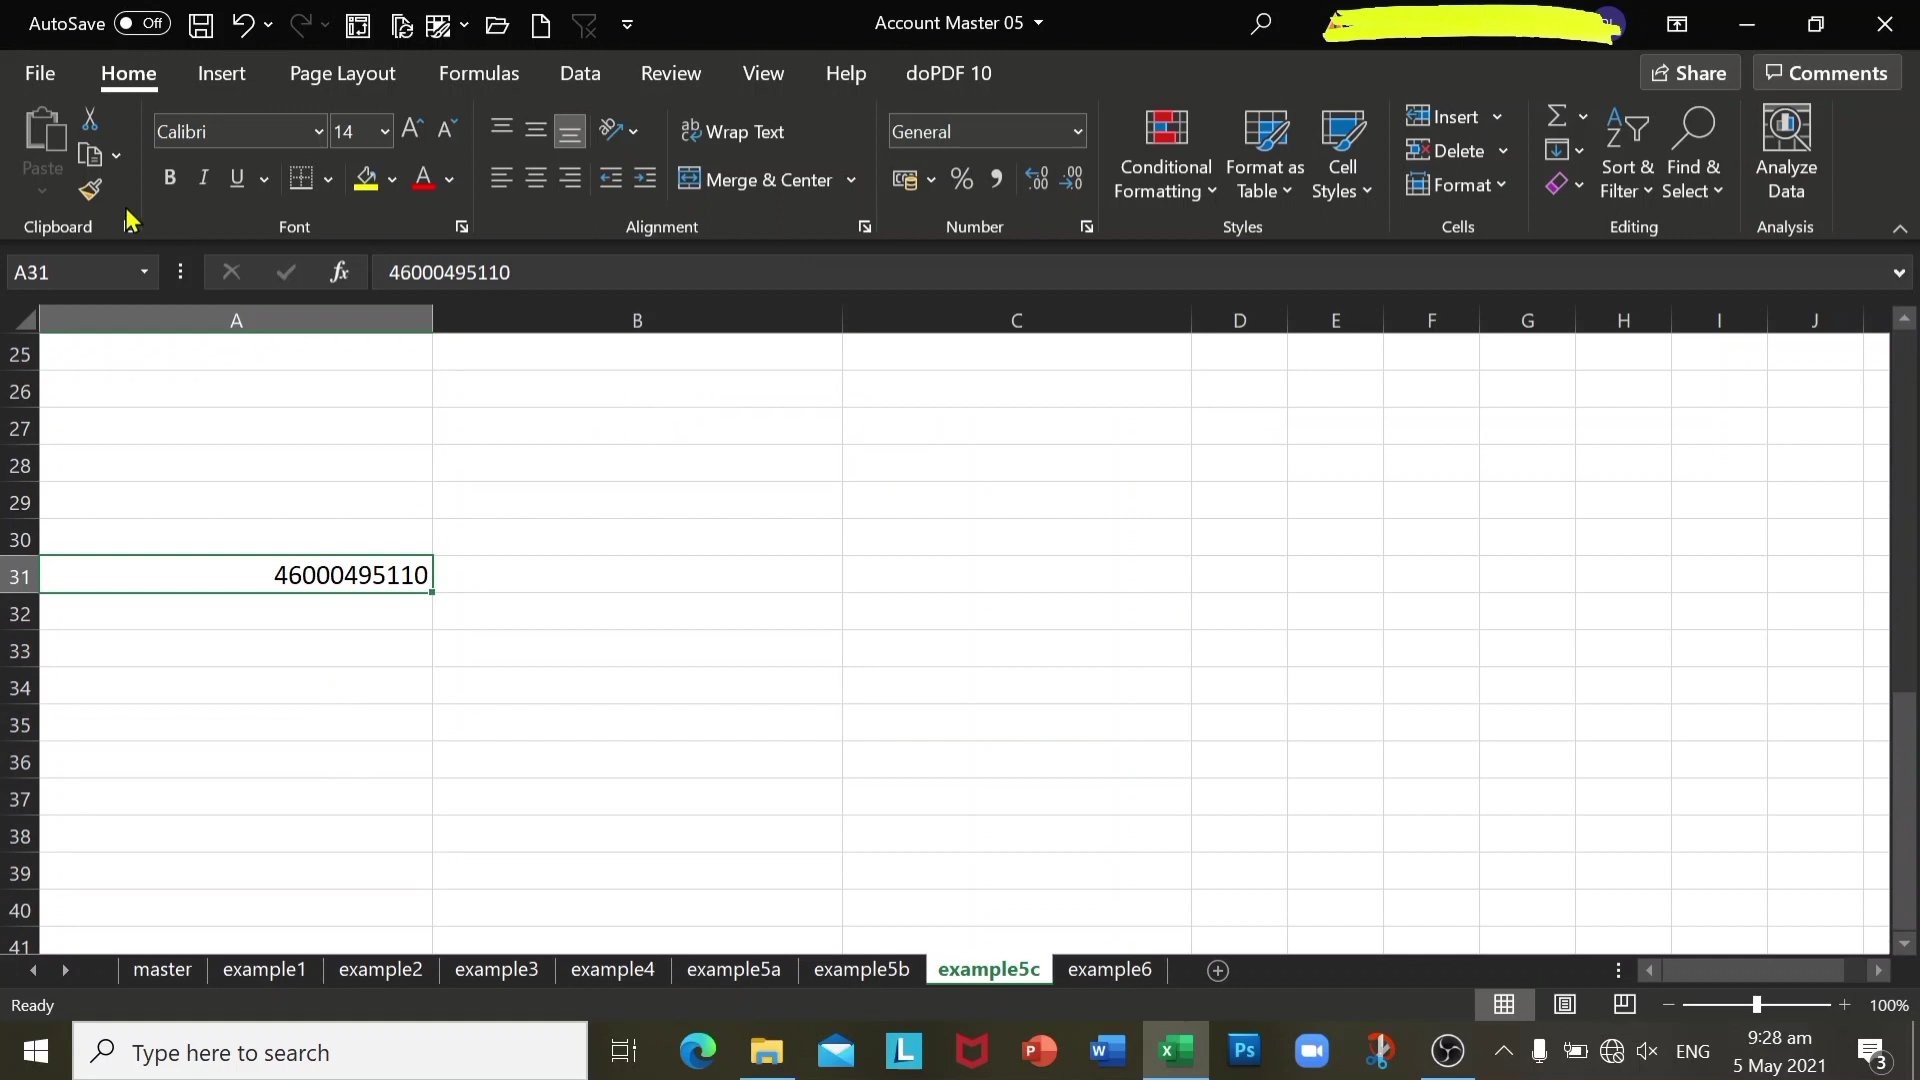 AutoSave Off Account Master 05
File Home Insert Page Layout Formulas Data Review View Help doPDF 10 Share Comments
Calibri 14 Wrap Text General Insert
Paste B I U Merge & Center % Conditional Formatting Format as Table Cell Styles Delete Format Sort & Filter Find & Select Analyze Data
Clipboard Font Alignment Number Styles Cells Editing Analysis
A31 fx 46000495110
A B C D E F G H I J
25
26
27
28
29
30
31 46000495110
32
33
34
35
36
37
38
39
40
41
master example1 example2 example3 example4 example5a example5b example5c example6
Ready 100%
Type here to search ENG 9:28 am
5 May 2021 3